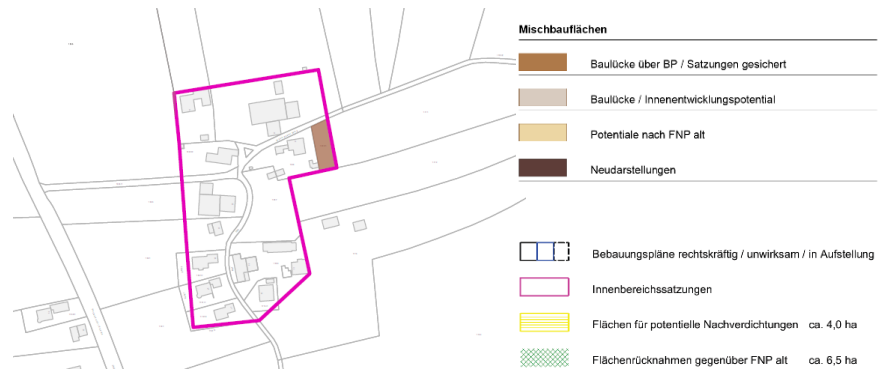 Mischbauflächen
Baulücke über BP / Satzungen gesichert
Baulücke / Innenentwicklungspotential
Potentiale nach FNP alt
Neudarstellungen
Bebauungspläne rechtskräftig / unwirksam / in Aufstellung
Innenbereichssatzungen
Flächen für potentielle Nachverdichtungen ca. 4,0 ha
Flächenrücknahmen gegenüber FNP alt ca. 6,5 ha